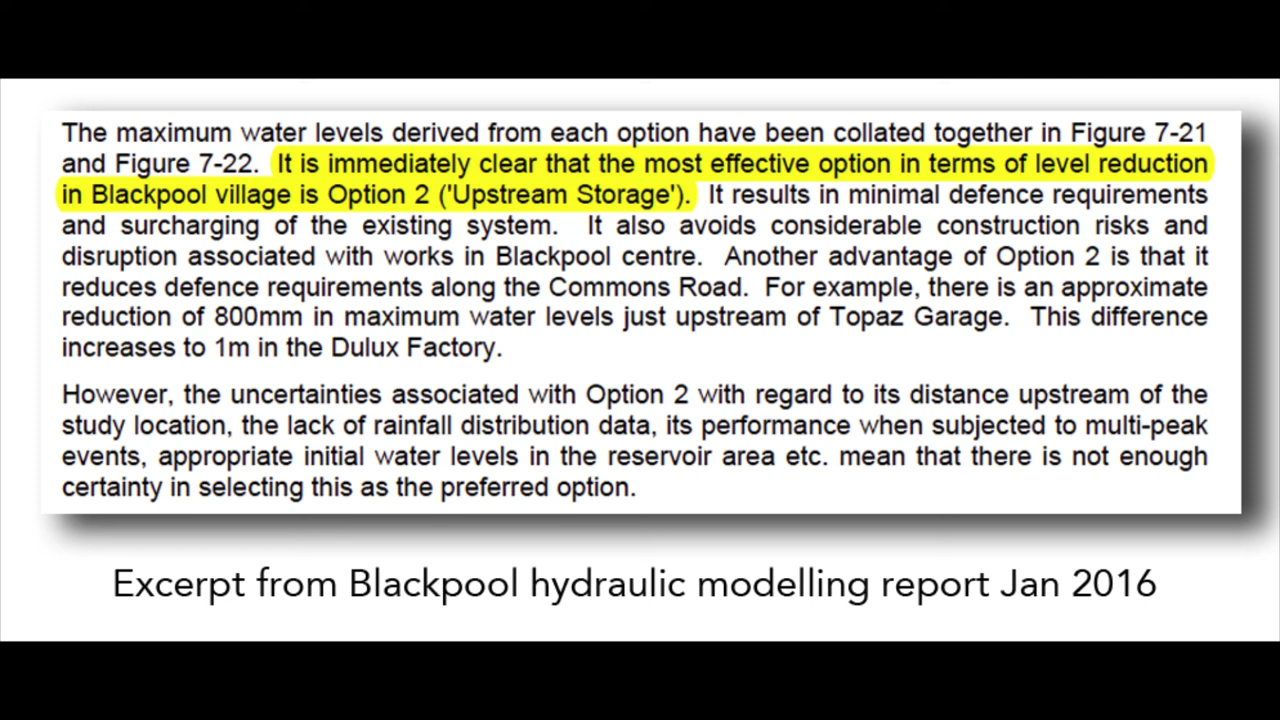 The maximum water levels derived from each option have been collated together in Figure 7-21
and Figure 7-22. It is immediately clear that the most effective option in terms of level reduction
in Blackpool village is Option 2 ('Upstream Storage'). It results in minimal defence requirements
and surcharging of the existing system. It also avoids considerable construction risks and
disruption associated with works in Blackpool centre. Another advantage of Option 2 is that it
reduces defence requirements along the Commons Road. For example, there is an approximate
reduction of 800mm in maximum water levels just upstream of Topaz Garage. This difference
increases to 1m in the Dulux Factory.
However, the uncertainties associated with Option 2 with regard to its distance upstream of the
study location, the lack of rainfall distribution data, its performance when subjected to multi-peak
events, appropriate initial water levels in the reservoir area etc. mean that there is not enough
certainty in selecting this as the preferred option.
Excerpt from Blackpool hydraulic modelling report Jan 2016